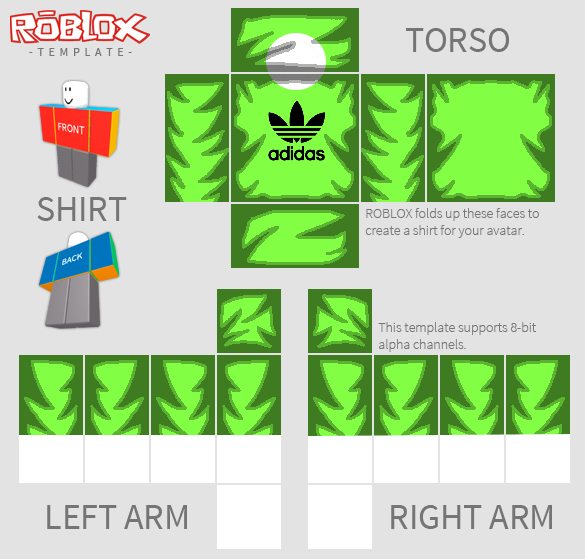 ROBLOX
-TEMPLATE-
TORSO
FRONT
adidas
SHIRT
ROBLOX folds up these faces to
create a shirt for your avatar.
BACK
This template supports 8-bit
alpha channels.
LEFT ARM
RIGHT ARM